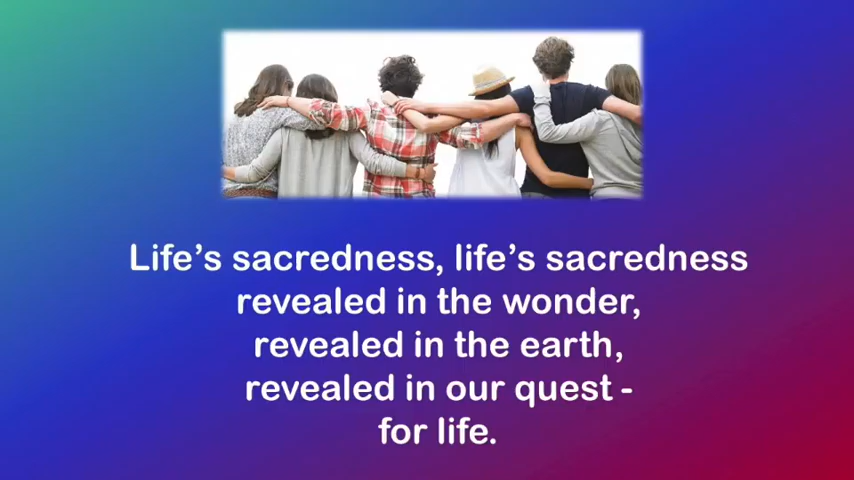 Life’s sacredness, life’s sacredness
revealed in the wonder,
revealed in the earth,
revealed in our quest -
for life.